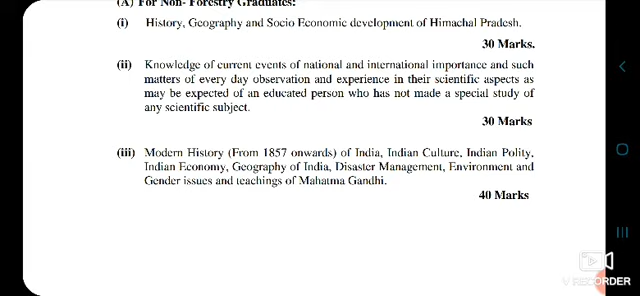 (A) For Non- Forestry Graduates:
(i) History, Geography and Socio Economic development of Himachal Pradesh.
30 Marks.
(ii) Knowledge of current events of national and international importance and such
matters of every day observation and experience in their scientific aspects as
may be expected of an educated person who has not made a special study of
any scientific subject.
30 Marks
(iii) Modern History (From 1857 onwards) of India, Indian Culture, Indian Polity,
Indian Economy, Geography of India, Disaster Management, Environment and
Gender issues and teachings of Mahatma Gandhi.
40 Marks
V RECORDER